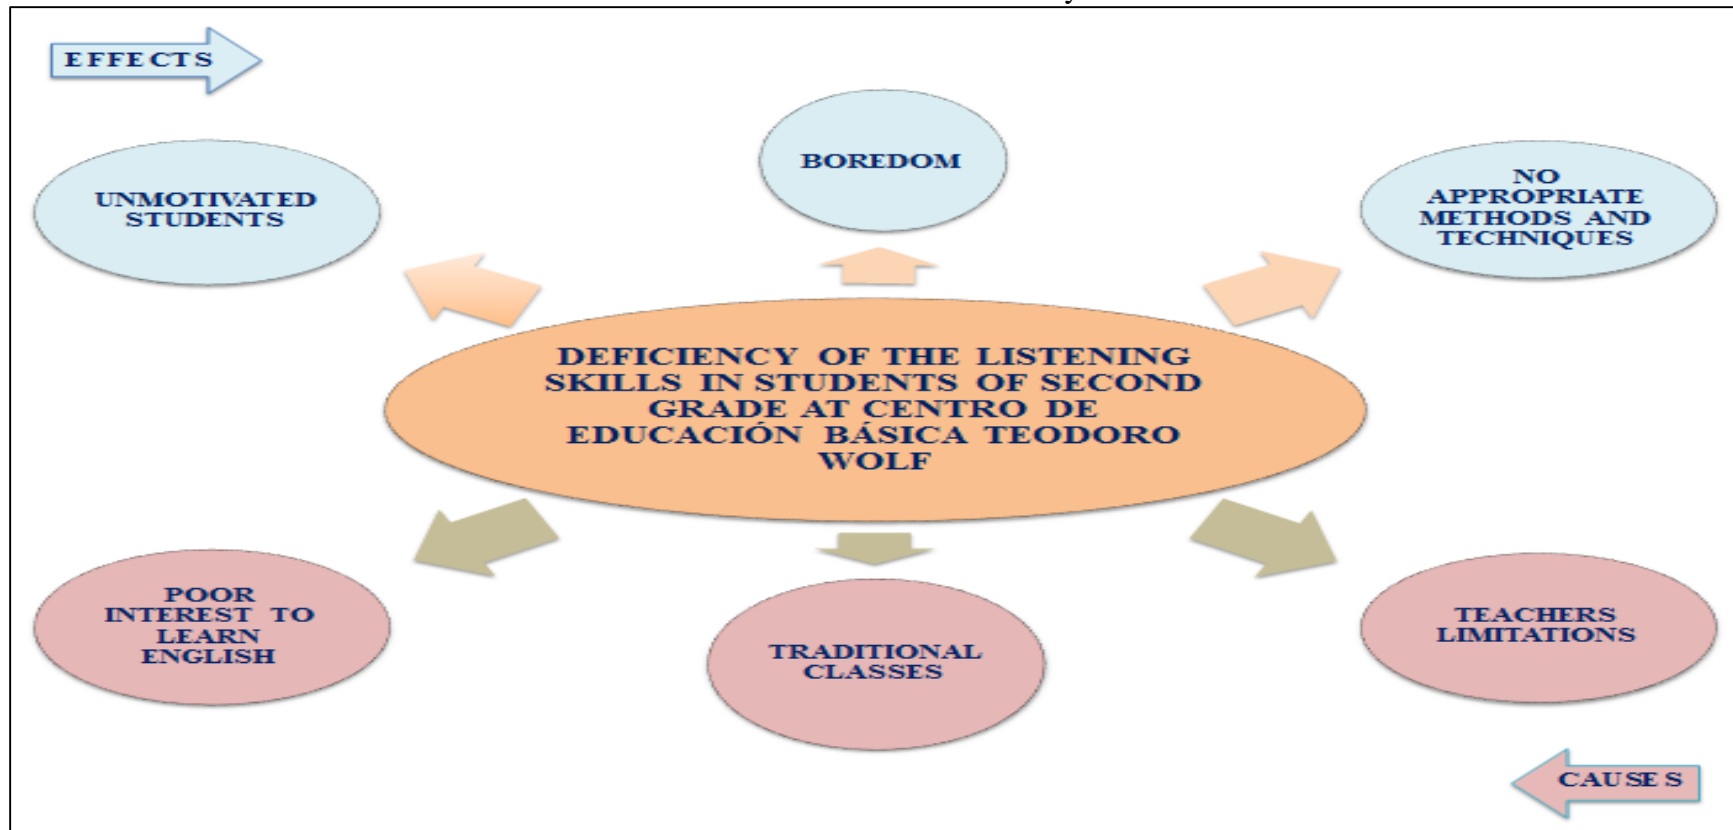 EFFECTS
BOREDOM
UNMOTIVATED
STUDENTS
NO
APPROPRIATE
METHODS AND
TECHNIQUES
DEFICIENCY OF THE LISTENING
SKILLS IN STUDENTS OF SECOND
GRADE AT CENTRO DE
EDUCACIÓN BÁSICA TEODORO
WOLF
POOR
INTEREST TO
LEARN
ENGLISH
TRADITIONAL
CLASSES
TEACHERS
LIMITATIONS
CAUSES